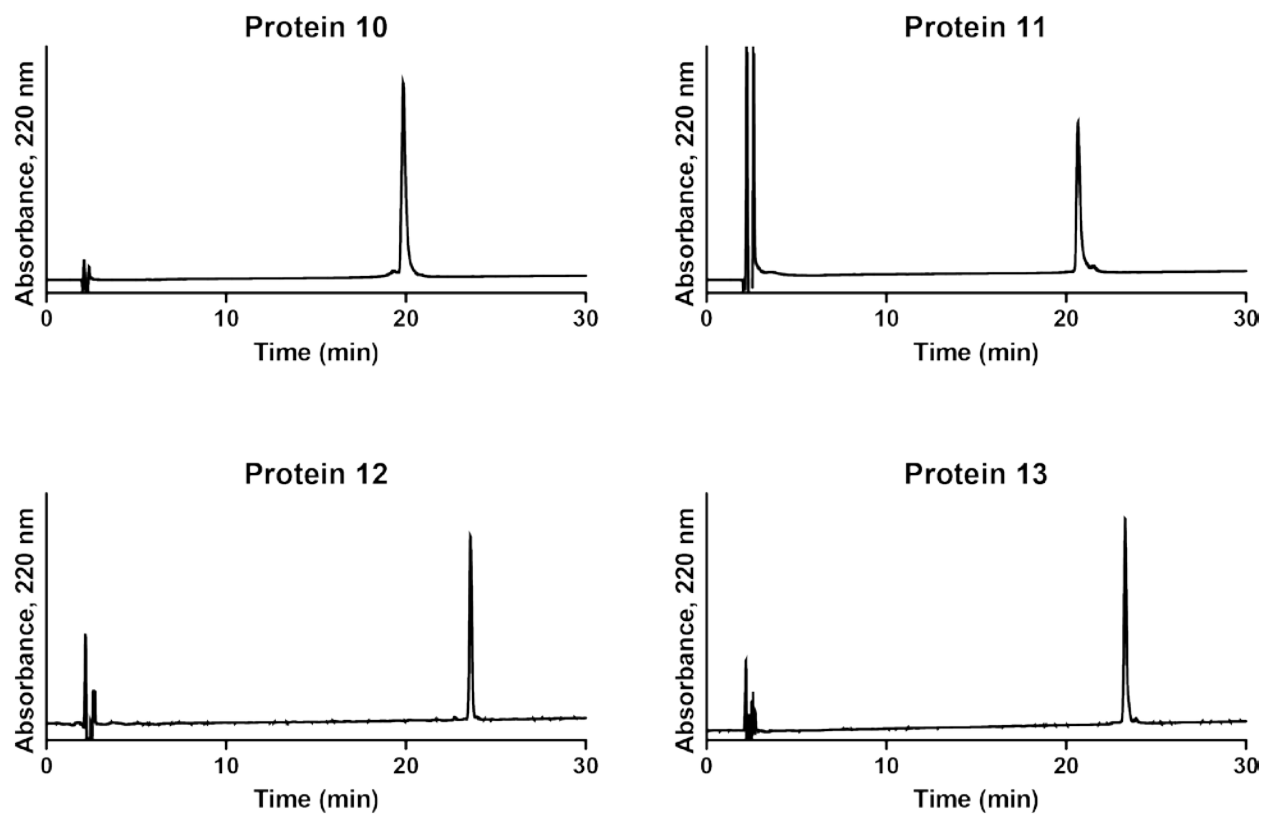 Protein 10
Absorbance, 220 nm
0 10 20 30
Time (min)
Protein 11
Absorbance, 220 nm
0 10 20 30
Time (min)
Protein 12
Absorbance, 220 nm
0 10 20 30
Time (min)
Protein 13
Absorbance, 220 nm
0 10 20 30
Time (min)